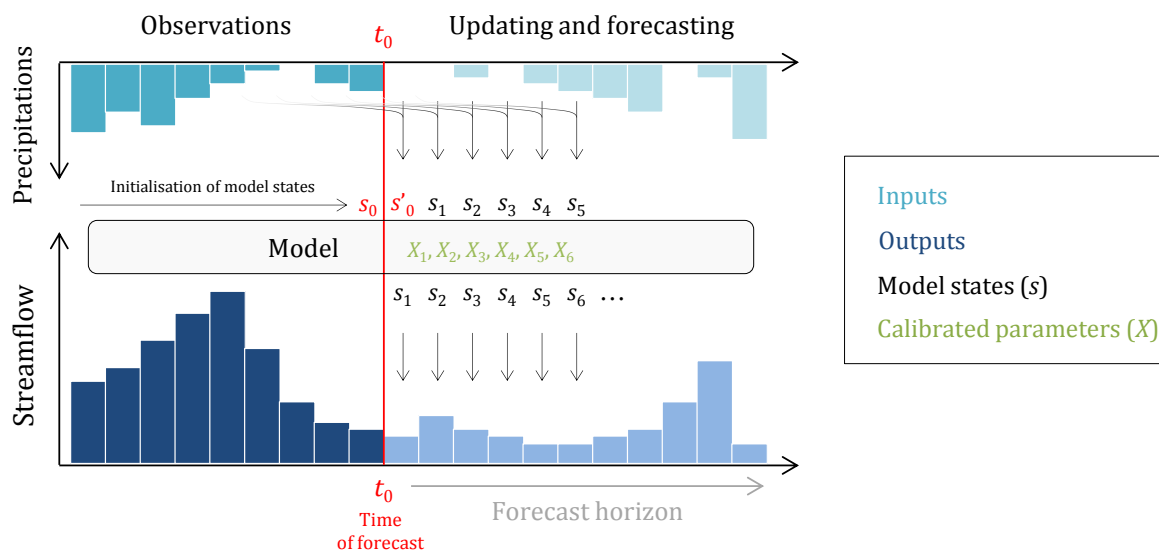 Observations
t₀
Updating and forecasting
Precipitations
Initialisation of model states
s₀ s'₀ s₁ s₂ s₃ s₄ s₅
Model
X₁, X₂, X₃, X₄, X₅, X₆
s₁ s₂ s₃ s₄ s₅ s₆ ...
Streamflow
t₀
Time
of forecast
Forecast horizon
Inputs
Outputs
Model states (s)
Calibrated parameters (X)